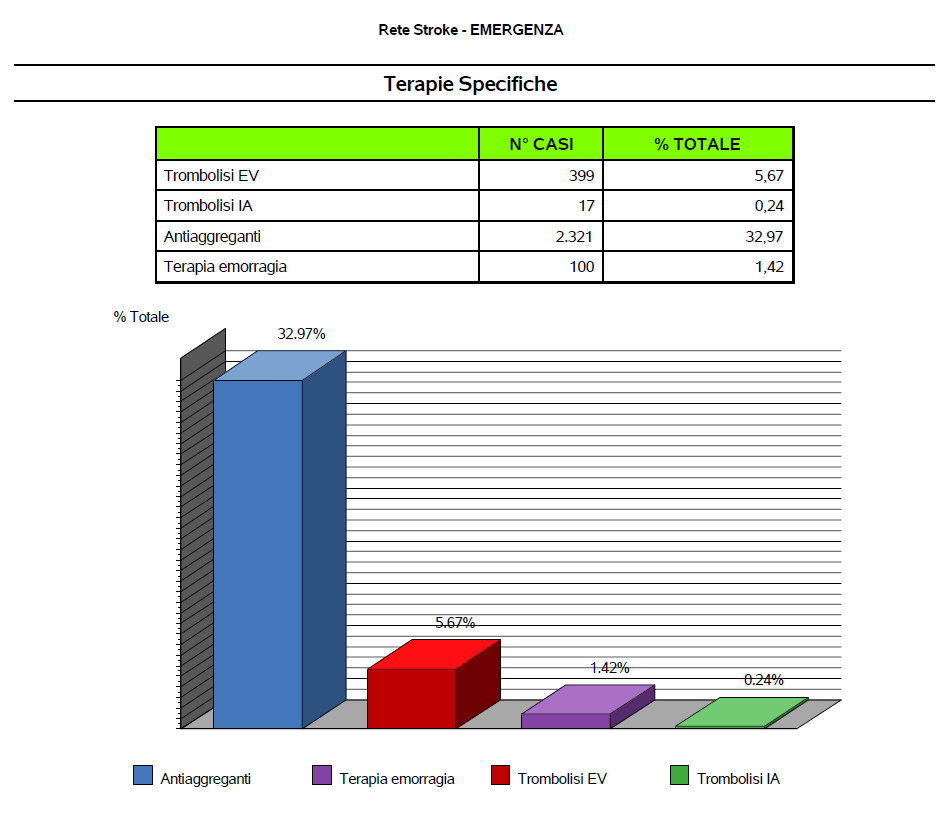 Rete Stroke - EMERGENZA
Terapie Specifiche
N° CASI % TOTALE
Trombolisi EV 399 5,67
Trombolisi IA 17 0,24
Antiaggreganti 2.321 32,97
Terapia emorragia 100 1,42
% Totale
32.97%
5.67%
1.42%
0.24%
Antiaggreganti Terapia emorragia Trombolisi EV Trombolisi IA